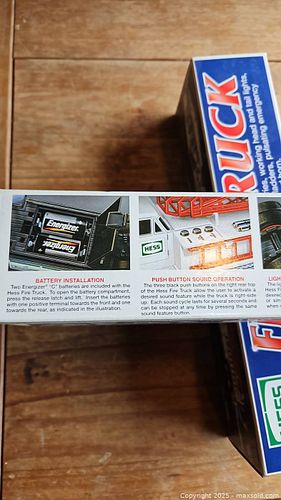 RUCK
working head and tail lights,
ladders, pulsating emergency
Energizer
Energizer
HESS
BATTERY INSTALLATION
Two Energizer "C" batteries are included with the
Hess Fire Truck. To open the battery compartment,
press the release latch and lift. Insert the batteries
with one positive terminal towards the front and one
towards the rear, as indicated in the illustration.
PUSH BUTTON SOUND OPERATION
The three black push buttons on the right rear top
of the Hess Fire Truck allow the user to activate a
desired sound feature while the truck is right-side
up. Each sound cycle lasts for several seconds and
can be stopped at any time by pressing the same
sound feature button.
LIGH
The li
Hess F
desire
or sin
when
HESS
Copyright 2025 - maxsold.com